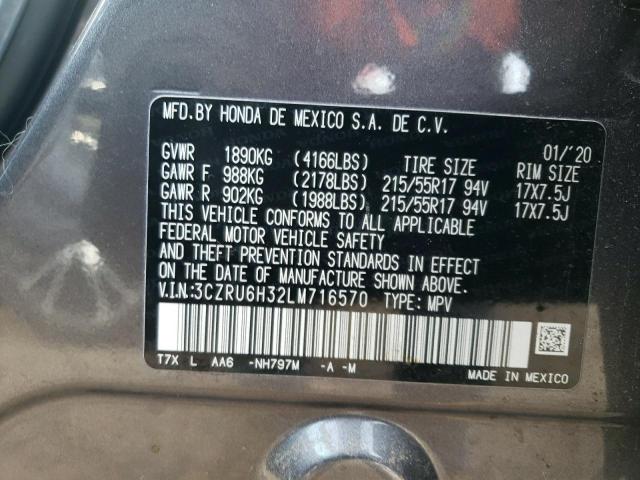 MFD.BY HONDA DE MEXICO S.A. DE C.V.
01/'20
GVWR 1890KG (4166LBS) TIRE SIZE RIM SIZE
GAWR F 988KG (2178LBS) 215/55R17 94V 17X7.5J
GAWR R 902KG (1988LBS) 215/55R17 94V 17X7.5J
THIS VEHICLE CONFORMS TO ALL APPLICABLE
FEDERAL MOTOR VEHICLE SAFETY
AND THEFT PREVENTION STANDARDS IN EFFECT
ON THE DATE OF MANUFACTURE SHOWN ABOVE.
V.I.N:3CZRU6H32LM716570 TYPE: MPV
T7X L AA6 -NH797M -A -M
MADE IN MEXICO